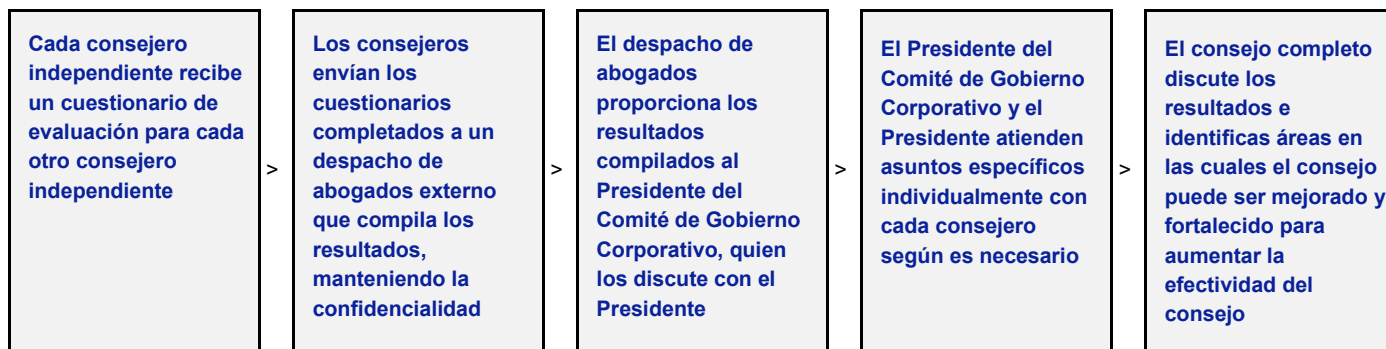 Cada consejero
independiente recibe
un cuestionario de
evaluación para cada
otro consejero
independiente
>
Los consejeros
envían los
cuestionarios
completados a un
despacho de
abogados externo
que compila los
resultados,
manteniendo la
confidencialidad
>
El despacho de
abogados
proporciona los
resultados
compilados al
Presidente del
Comité de Gobierno
Corporativo, quien
los discute con el
Presidente
>
El Presidente del
Comité de Gobierno
Corporativo y el
Presidente atienden
asuntos específicos
individualmente con
cada consejero
según es necesario
>
El consejo completo
discute los
resultados e
identificas áreas en
las cuales el consejo
puede ser mejorado y
fortalecido para
aumentar la
efectividad del
consejo